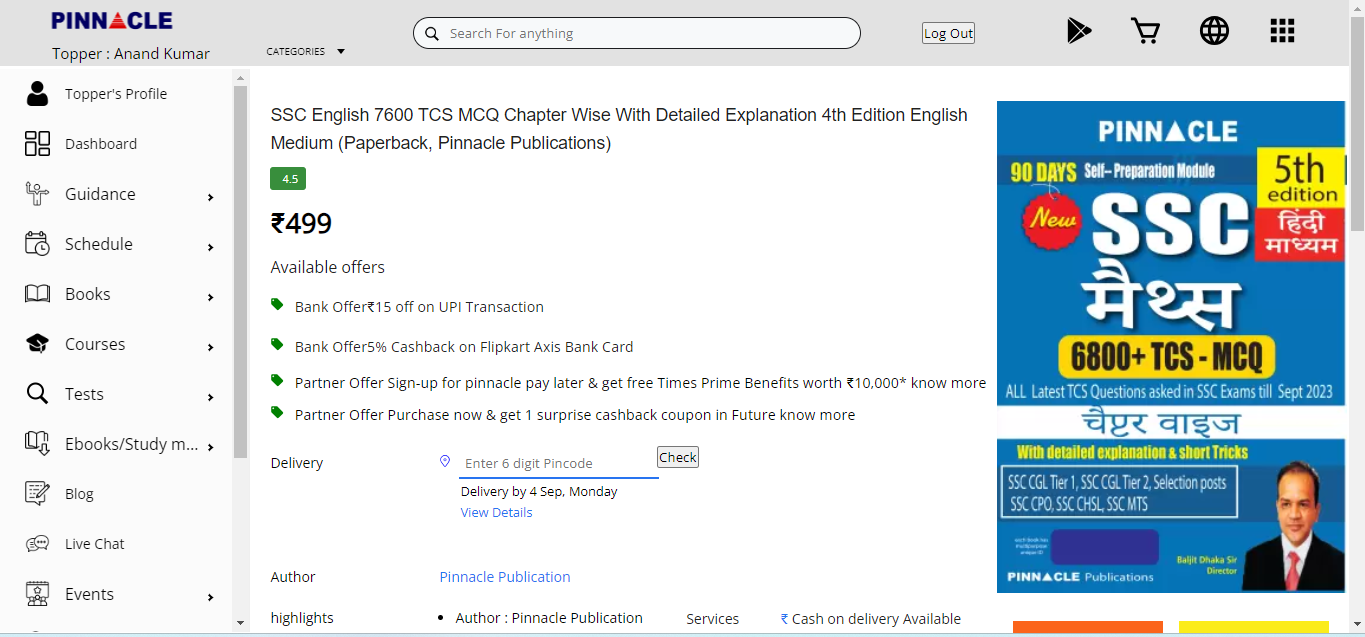 PINNACLE
Topper : Anand Kumar
CATEGORIES
Search For anything
Log Out
Topper's Profile
Dashboard
Guidance
Schedule
Books
Courses
Tests
Ebooks/Study m...
Blog
Live Chat
Events
SSC English 7600 TCS MCQ Chapter Wise With Detailed Explanation 4th Edition English
Medium (Paperback, Pinnacle Publications)
4.5
₹499
Available offers
Bank Offer₹15 off on UPI Transaction
Bank Offer5% Cashback on Flipkart Axis Bank Card
Partner Offer Sign-up for pinnacle pay later & get free Times Prime Benefits worth ₹10,000* know more
Partner Offer Purchase now & get 1 surprise cashback coupon in Future know more
Delivery
Enter 6 digit Pincode
Check
Delivery by 4 Sep, Monday
View Details
Author
Pinnacle Publication
highlights
Author : Pinnacle Publication
Services
₹ Cash on delivery Available
PINNACLE
90 DAYS Self-Preparation Module
5th
edition
हिंदी
माध्यम
New
SSC
मैथ्स
6800+ TCS - MCQ
ALL Latest TCS Questions asked in SSC Exams till Sept 2023
चैप्टर वाइज
With detailed explanation & short Tricks
SSC CGL Tier 1, SSC CGL Tier 2, Selection posts
SSC CPO, SSC CHSL, SSC MTS
Baljit Dhaka Sir
Director
PINNACLE Publications